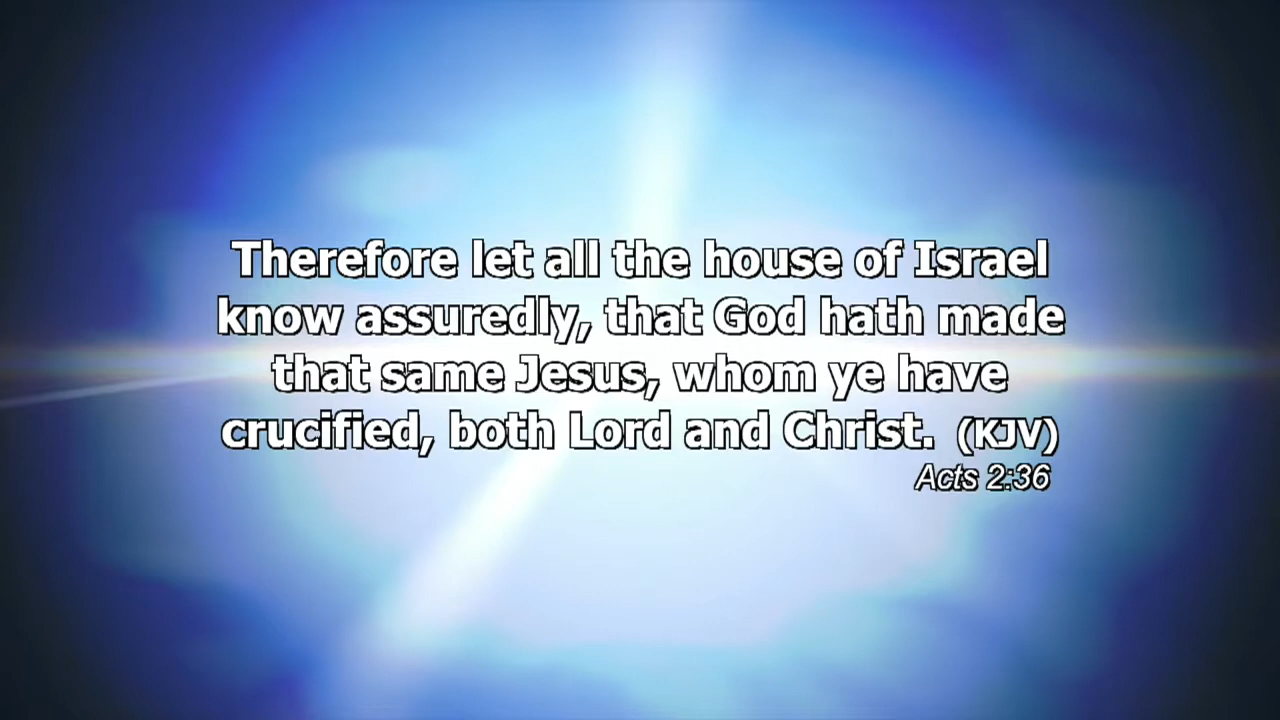 Therefore let all the house of Israel
know assuredly, that God hath made
that same Jesus, whom ye have
crucified, both Lord and Christ. (KJV)
Acts 2:36